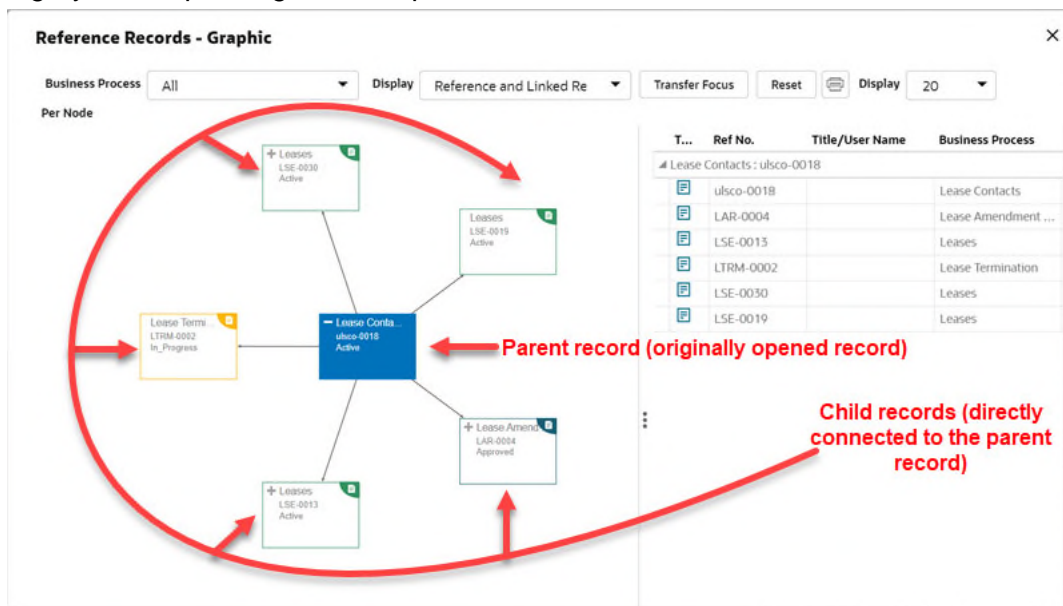 Reference Records - Graphic
Business Process All Display Reference and Linked Re Transfer Focus Reset Display 20
Per Node
T... Ref No. Title/User Name Business Process
Lease Contacts : ulsco-0018
ulsco-0018 Lease Contacts
LAR-0004 Lease Amendment ...
LSE-0013 Leases
LTRM-0002 Lease Termination
LSE-0030 Leases
LSE-0019 Leases
+ Leases
LSE-0030
Active
Leases
LSE-0019
Active
Lease Termi...
LTRM-0002
In_Progress
− Lease Conta...
ulsco-0018
Active
Parent record (originally opened record)
+ Lease Amend
LAR-0004
Approved
Child records (directly
connected to the parent
record)
+ Leases
LSE-0013
Active